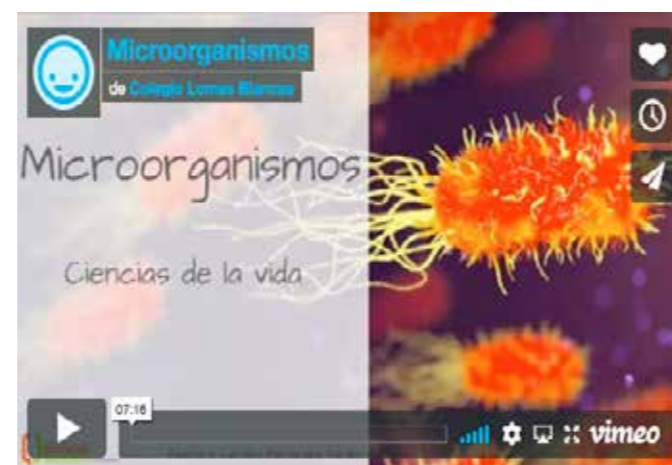 Microorganismos
de Colegio Lomas Blancas
Microorganismos
Ciencias de la vida
07:16
vimeo